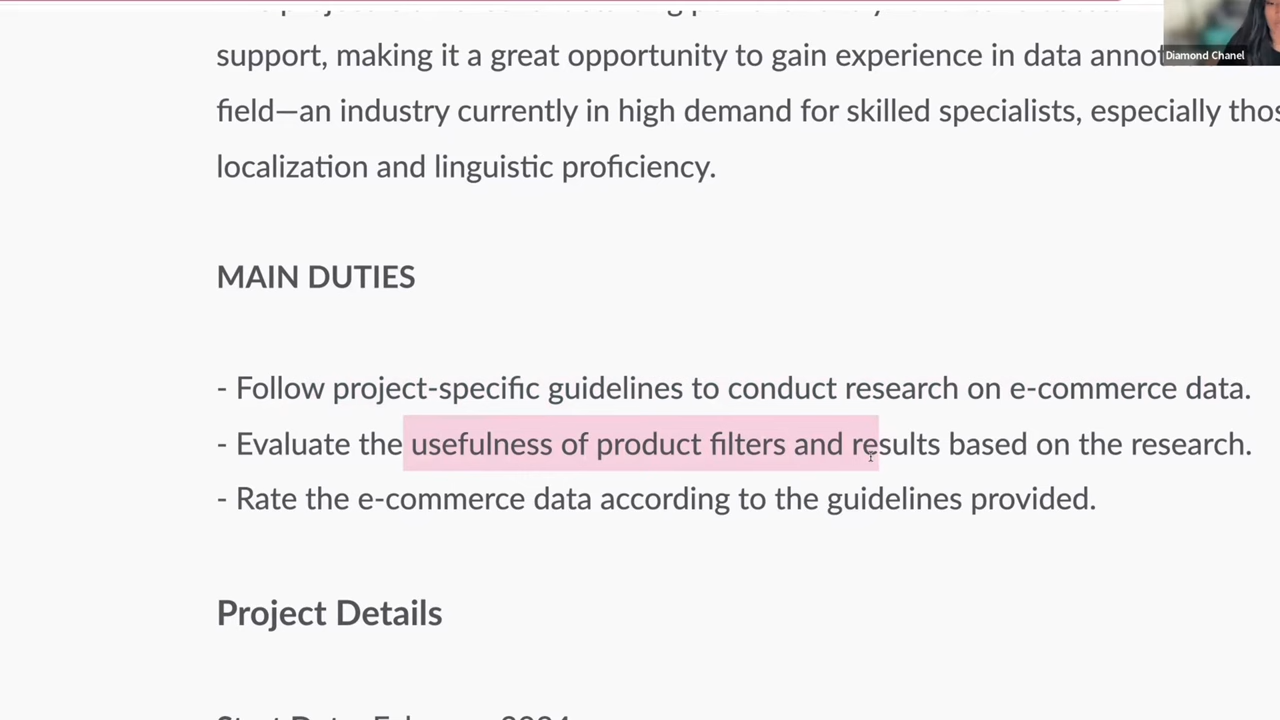 support, making it a great opportunity to gain experience in data
Diamond Chanel
field—an industry currently in high demand for skilled specialists, especially
localization and linguistic proficiency.
MAIN DUTIES
- Follow project-specific guidelines to conduct research on e-commerce data.
- Evaluate the usefulness of product filters and results based on the research.
- Rate the e-commerce data according to the guidelines provided.
Project Details